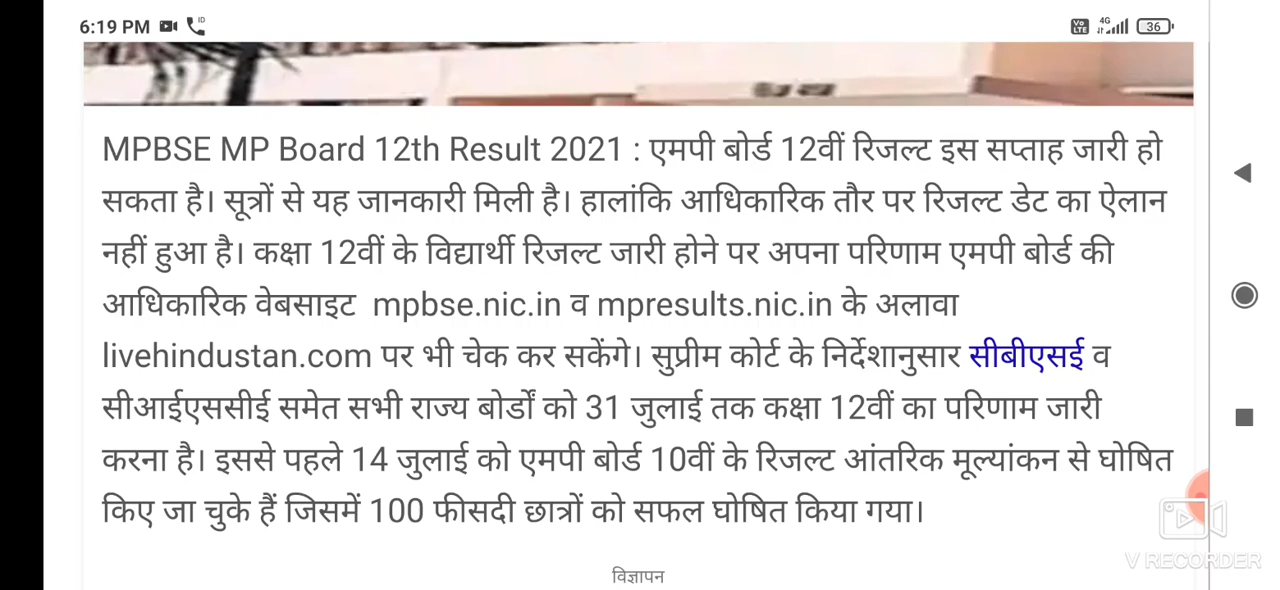 6:19 PM
Vo LTE 4G 36
MPBSE MP Board 12th Result 2021 : एमपी बोर्ड 12वीं रिजल्ट इस सप्ताह जारी हो
सकता है। सूत्रों से यह जानकारी मिली है। हालांकि आधिकारिक तौर पर रिजल्ट डेट का ऐलान
नहीं हुआ है। कक्षा 12वीं के विद्यार्थी रिजल्ट जारी होने पर अपना परिणाम एमपी बोर्ड की
आधिकारिक वेबसाइट mpbse.nic.in व mpresults.nic.in के अलावा
livehindustan.com पर भी चेक कर सकेंगे। सुप्रीम कोर्ट के निर्देशानुसार सीबीएसई व
सीआईएससीई समेत सभी राज्य बोर्डों को 31 जुलाई तक कक्षा 12वीं का परिणाम जारी
करना है। इससे पहले 14 जुलाई को एमपी बोर्ड 10वीं के रिजल्ट आंतरिक मूल्यांकन से घोषित
किए जा चुके हैं जिसमें 100 फीसदी छात्रों को सफल घोषित किया गया।
V RECORDER
विज्ञापन